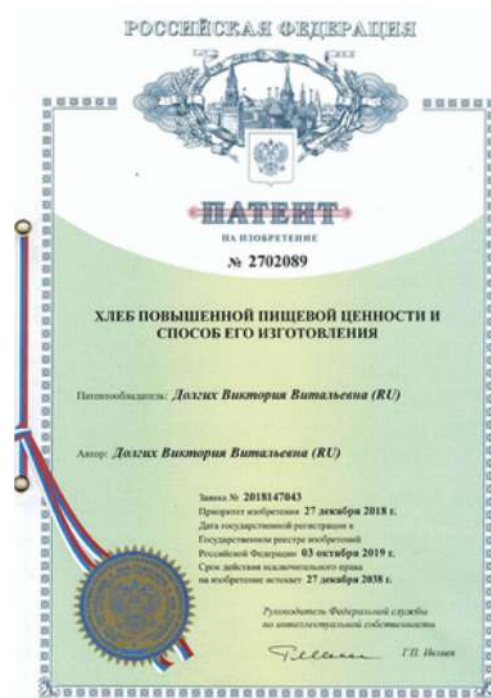 РОССИЙСКАЯ ФЕДЕРАЦИЯ
ПАТЕНТ
НА ИЗОБРЕТЕНИЕ
№ 2702089
ХЛЕБ ПОВЫШЕННОЙ ПИЩЕВОЙ ЦЕННОСТИ И
СПОСОБ ЕГО ИЗГОТОВЛЕНИЯ
Патентообладатель: Долгих Виктория Витальевна (RU)
Автор: Долгих Виктория Витальевна (RU)
Заявка № 2018147043
Приоритет изобретения 27 декабря 2018 г.
Дата государственной регистрации в
Государственном реестре изобретений
Российской Федерации 03 октября 2019 г.
Срок действия исключительного права
на изобретение истекает 27 декабря 2038 г.
Руководитель Федеральной службы
по интеллектуальной собственности
Г.П. Ивлиев